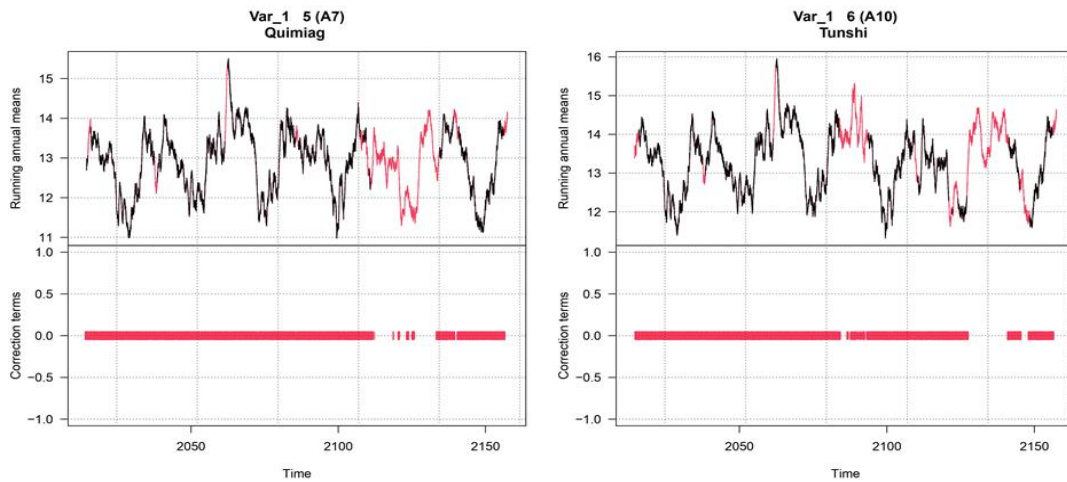 Var_1 5 (A7)
Quimiag
Running annual means
15
14
13
12
11
Correction terms
1.0
0.5
0.0
−0.5
−1.0
2050 2100 2150
Time
Var_1 6 (A10)
Tunshi
Running annual means
16
15
14
13
12
Correction terms
1.0
0.5
0.0
−0.5
−1.0
2050 2100 2150
Time